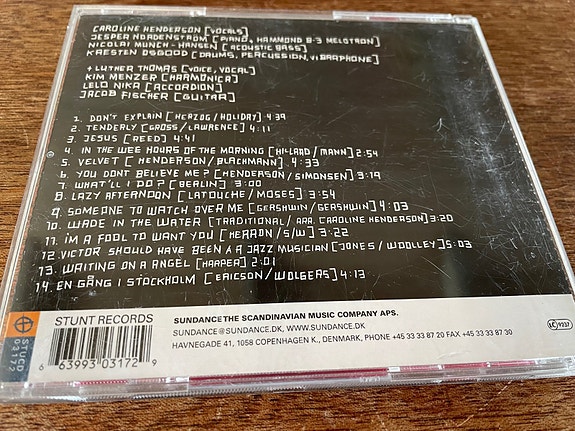 CAROLINE HENDERSON [VOCALS]
JESPER NORDENSTRÖM [PIANO, HAMMOND B-3 MELOTRON]
NICOLAI MUNCH-HANSEN [ACOUSTIC BASS]
KRESTEN OSGOOD [DRUMS, PERCUSSION, VIBRAPHONE]
+ LUTHER THOMAS [VOICE, VOCAL]
KIM MENZER [HARMONICA]
LELO NIKA [ACCORDION]
JACOB FISCHER [GUITAR]
1. DON'T EXPLAIN [HERZOG/HOLIDAY] 4:39
2. TENDERLY [GROSS/LAWRENCE] 4:11
3. JESUS [REED] 4:41
4. IN THE WEE HOURS OF THE MORNING [HILLARD/MANN] 2:54
5. VELVET [HENDERSON/BLACKMANN] 4:33
6. YOU DONT BELIEVE ME? [HENDERSON/SIMONSEN] 3:19
7. WHAT'LL I DO? [BERLIN] 3:00
8. LAZY AFTERNOON [LATOUCHE/MOSES] 3:54
9. SOMEONE TO WATCH OVER ME [GERSHWIN/GERSHWIN] 4:03
10. WADE IN THE WATER [TRADITIONAL/ARR. CAROLINE HENDERSON] 3:20
11. I'M A FOOL TO WANT YOU [HERRON/S/W] 3:22
12. VICTOR SHOULD HAVE BEEN A A JAZZ MUSICIAN [JONES/WOOLLEY] 5:03
13. WAITING ON A ANGEL [HARPER] 2:01
14. EN GÅNG I STOCKHOLM [ERICSON/WOLGERS] 4:13
STUCD
03172
STUNT RECORDS
6 63993 03172 9
SUNDANCE THE SCANDINAVIAN MUSIC COMPANY APS.
SUNDANCE@SUNDANCE.DK, WWW.SUNDANCE.DK
HAVNEGADE 41, 1058 COPENHAGEN K., DENMARK, PHONE +45 33 33 87 20 FAX +45 33 33 87 30
LC 9237